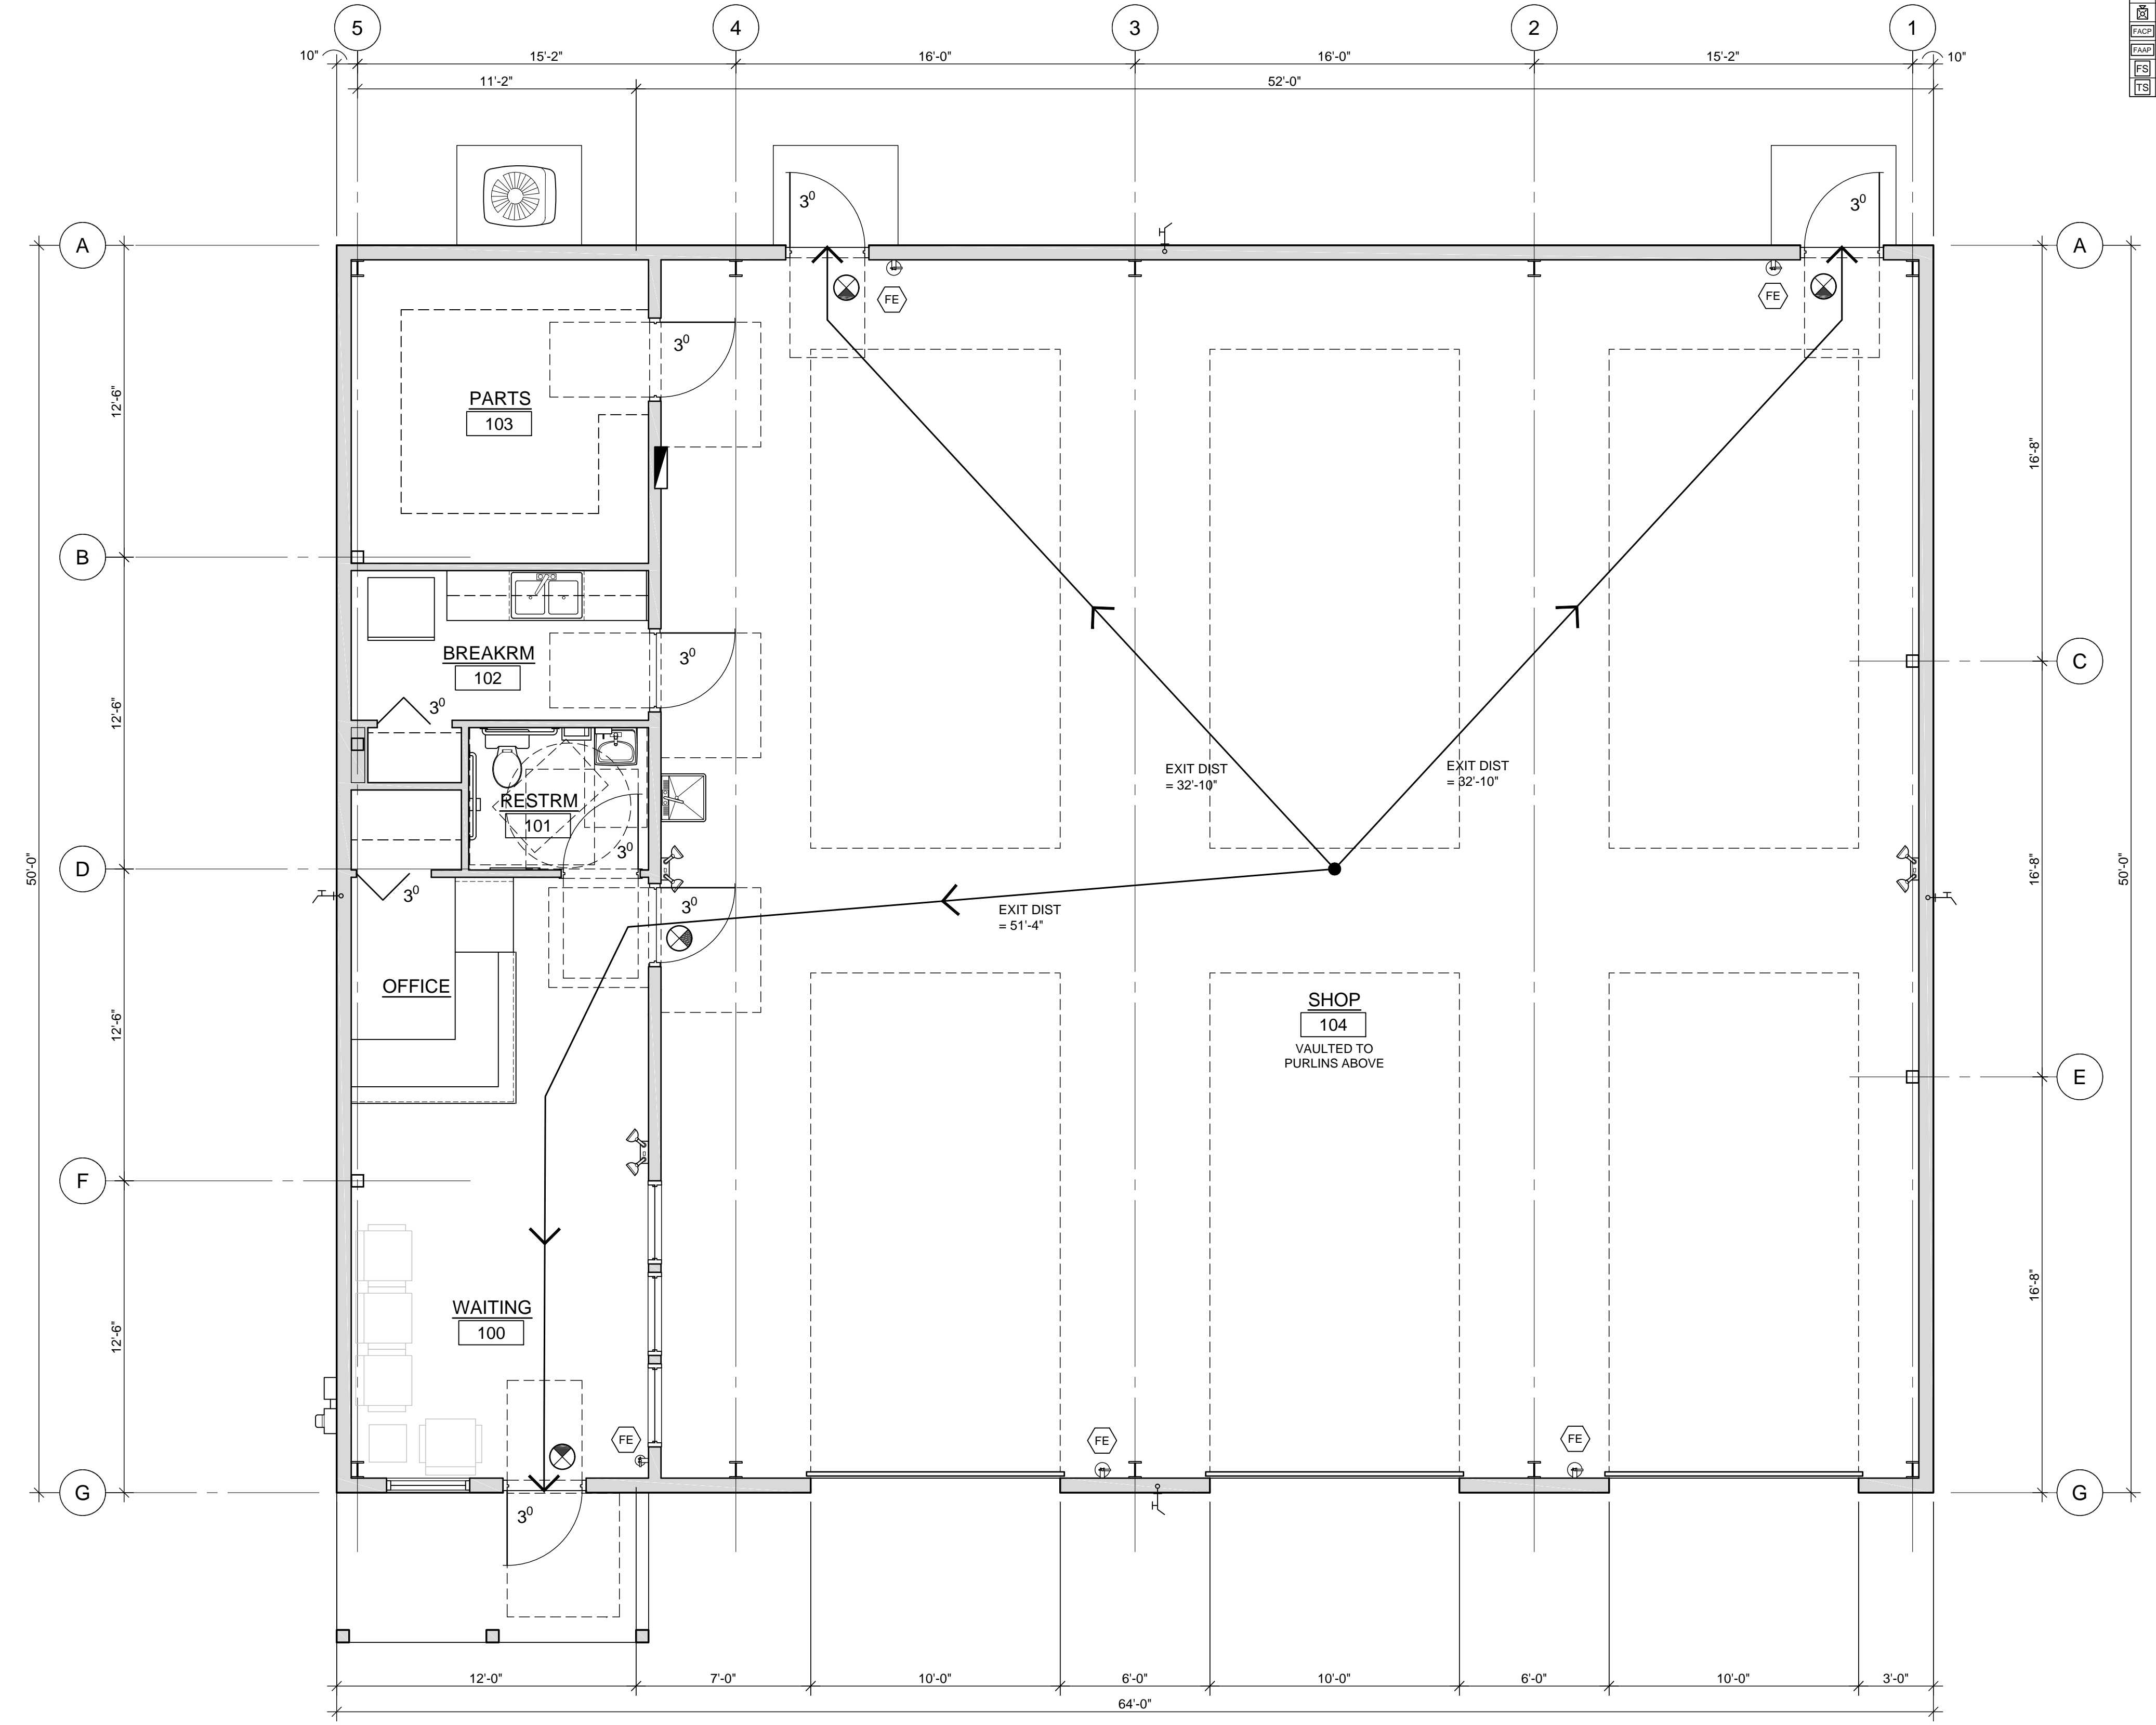 5
4
3
2
1
10"
15'-2"
16'-0"
16'-0"
15'-2"
10"
11'-2"
52'-0"
FACP
FAAP
FS
TS
3⁰
3⁰
A
A
FE
FE
3⁰
PARTS
103
12'-6"
16'-8"
B
BREAKRM
102
3⁰
C
3⁰
12'-6"
EXIT DIST
= 32'-10"
EXIT DIST
= 32'-10"
RESTRM
101
3⁰
50'-0"
D
16'-8"
50'-0"
3⁰
3⁰
EXIT DIST
= 51'-4"
OFFICE
12'-6"
SHOP
104
VAULTED TO
PURLINS ABOVE
E
F
WAITING
100
12'-6"
16'-8"
FE
FE
FE
G
G
3⁰
12'-0"
7'-0"
10'-0"
6'-0"
10'-0"
6'-0"
10'-0"
3'-0"
64'-0"